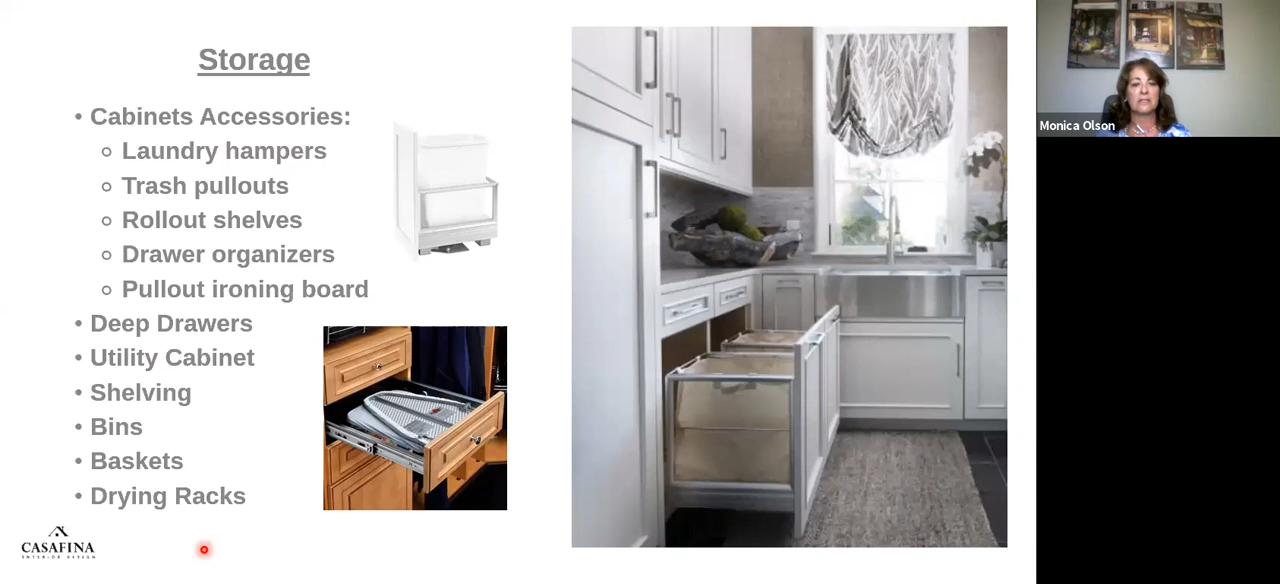 Storage
• Cabinets Accessories:
○ Laundry hampers
○ Trash pullouts
○ Rollout shelves
○ Drawer organizers
○ Pullout ironing board
• Deep Drawers
• Utility Cabinet
• Shelving
• Bins
• Baskets
• Drying Racks
CASAFINA
INTERIOR DESIGN
Monica Olson